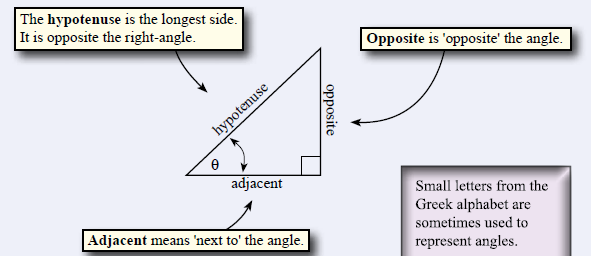 The hypotenuse is the longest side.
It is opposite the right-angle.
Opposite is 'opposite' the angle.
hypotenuse
opposite
θ
adjacent
Adjacent means 'next to' the angle.
Small letters from the
Greek alphabet are
sometimes used to
represent angles.